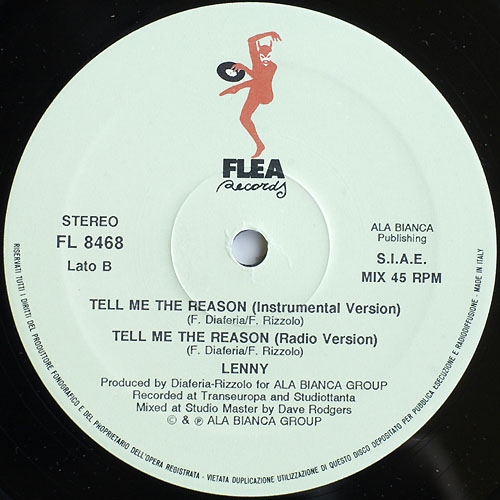 FLEA
Records
STEREO
FL 8468
Lato B
ALA BIANCA
Publishing
S.I.A.E.
MIX 45 RPM
TELL ME THE REASON (Instrumental Version)
(F. Diaferia/F. Rizzolo)
TELL ME THE REASON (Radio Version)
(F. Diaferia/F. Rizzolo)
LENNY
Produced by Diaferia-Rizzolo for ALA BIANCA GROUP
Recorded at Transeuropa and Studiottanta
Mixed at Studio Master by Dave Rodgers
© & ℗ ALA BIANCA GROUP
RISERVATI TUTTI I DIRITTI DEL PRODUTTORE FONOGRAFICO E DEL PROPRIETARIO DELL'OPERA REGISTRATA - VIETATA DUPLICAZIONE UTILIZZAZIONE DI QUESTO DISCO DEPOSITATO PER PUBBLICA ESECUZIONE E RADIODIFFUSIONE - MADE IN ITALY